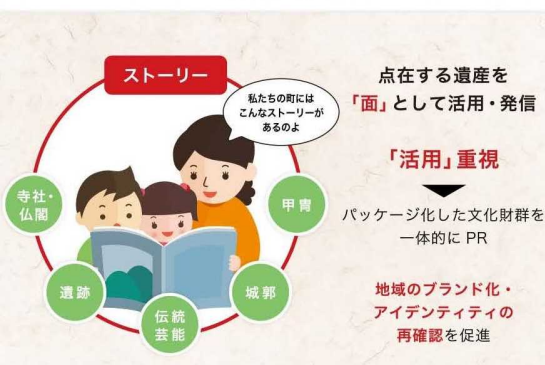 ストーリー
私たちの町には
こんなストーリーが
あるのよ
寺社・
仏閣
遺跡
伝統
芸能
城郭
甲冑
点在する遺産を
「面」として活用・発信
「活用」重視
パッケージ化した文化財群を
一体的に PR
地域のブランド化・
アイデンティティの
再確認を促進